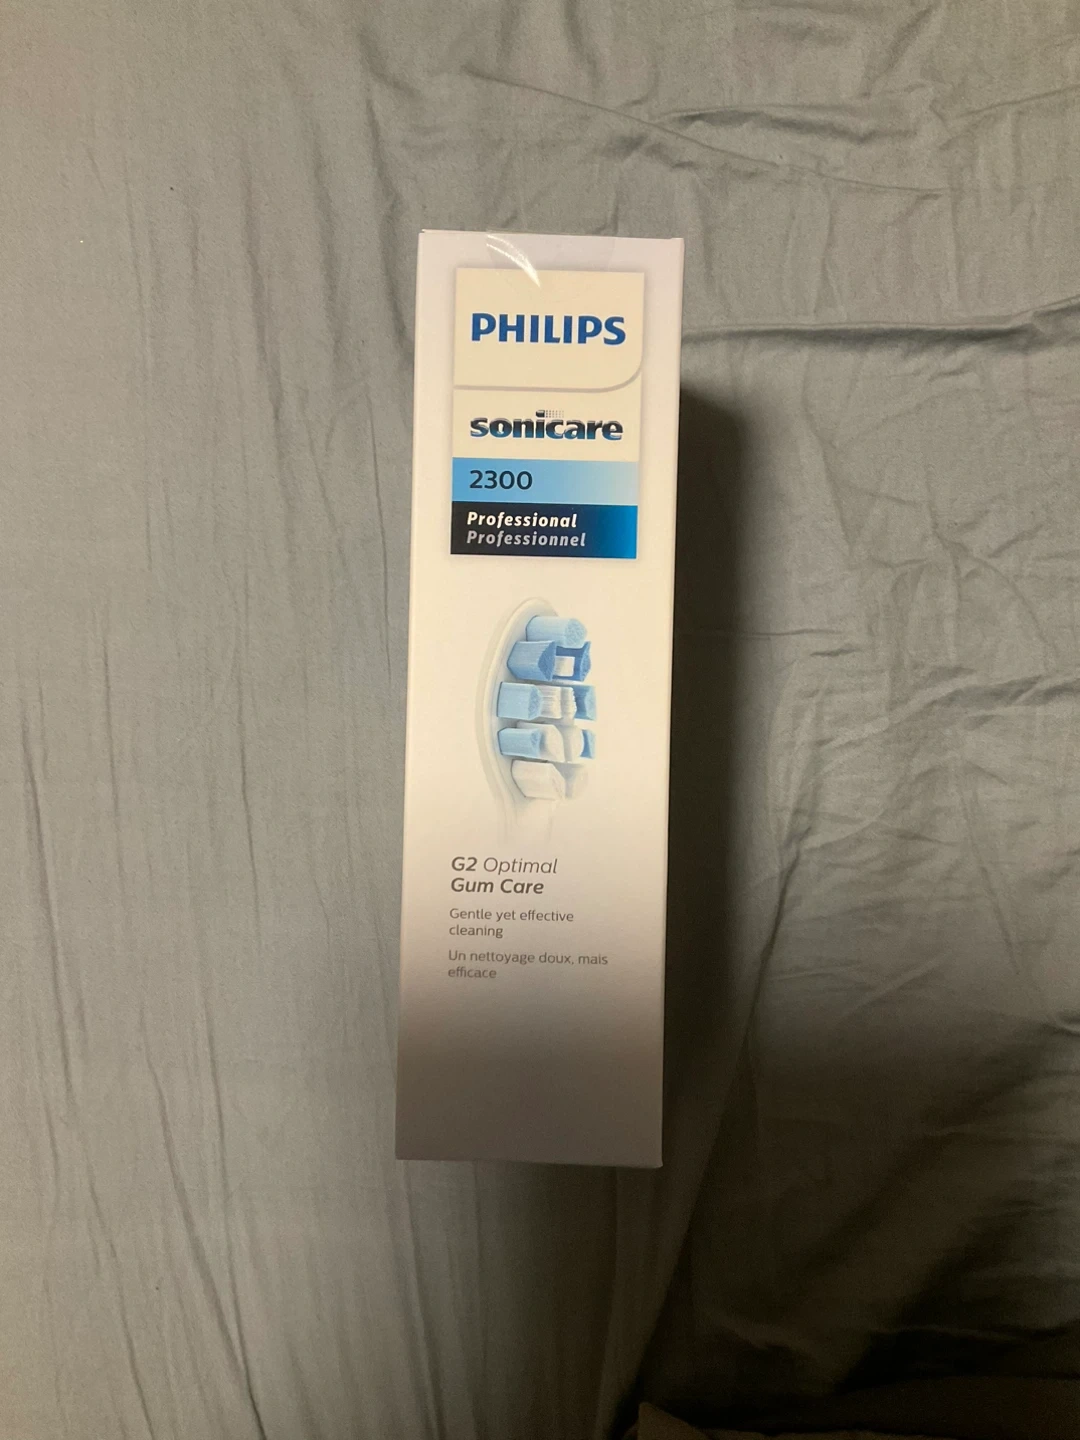 PHILIPS
sonicare
2300
Professional
Professionnel
G2 Optimal
Gum Care
Gentle yet effective
cleaning
Un nettoyage doux, mais
efficace